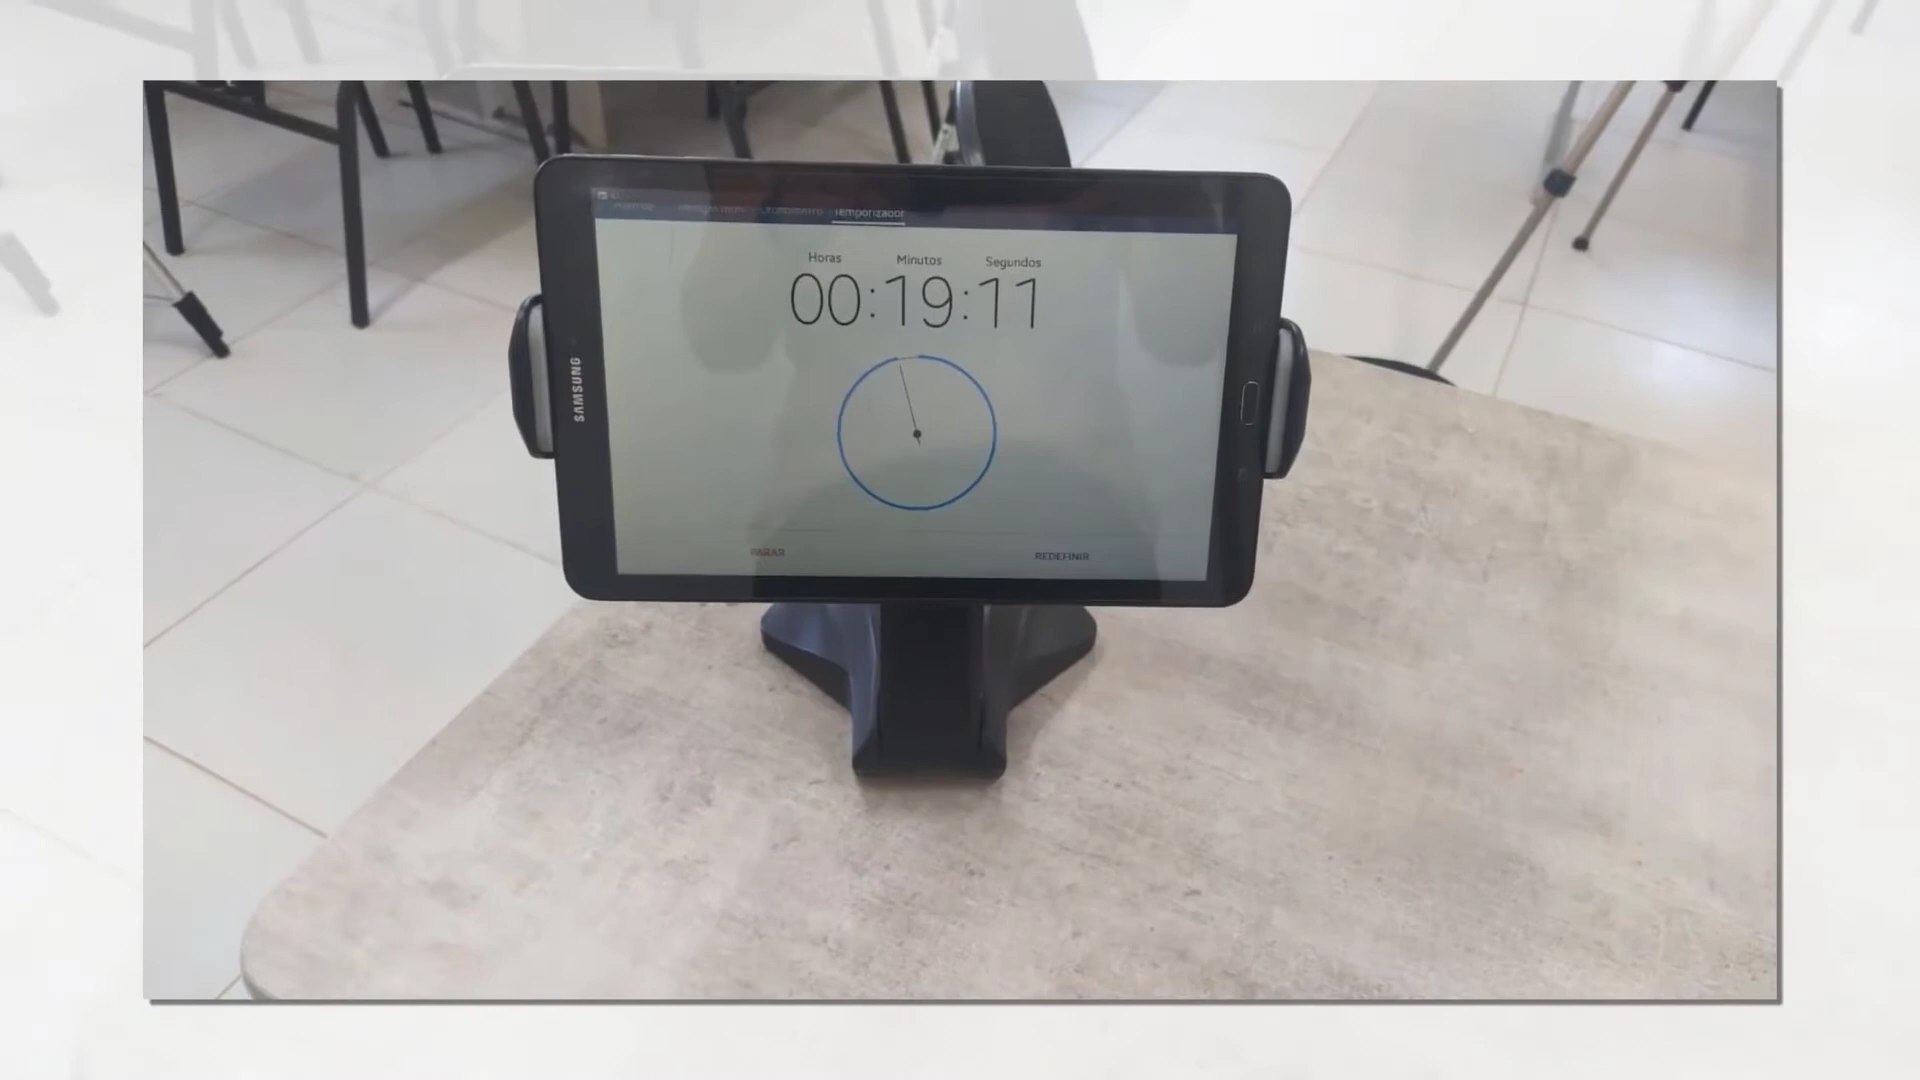 Temporizador
Horas Minutos Segundos
00:19:11
PARAR REDEFINIR
SAMSUNG